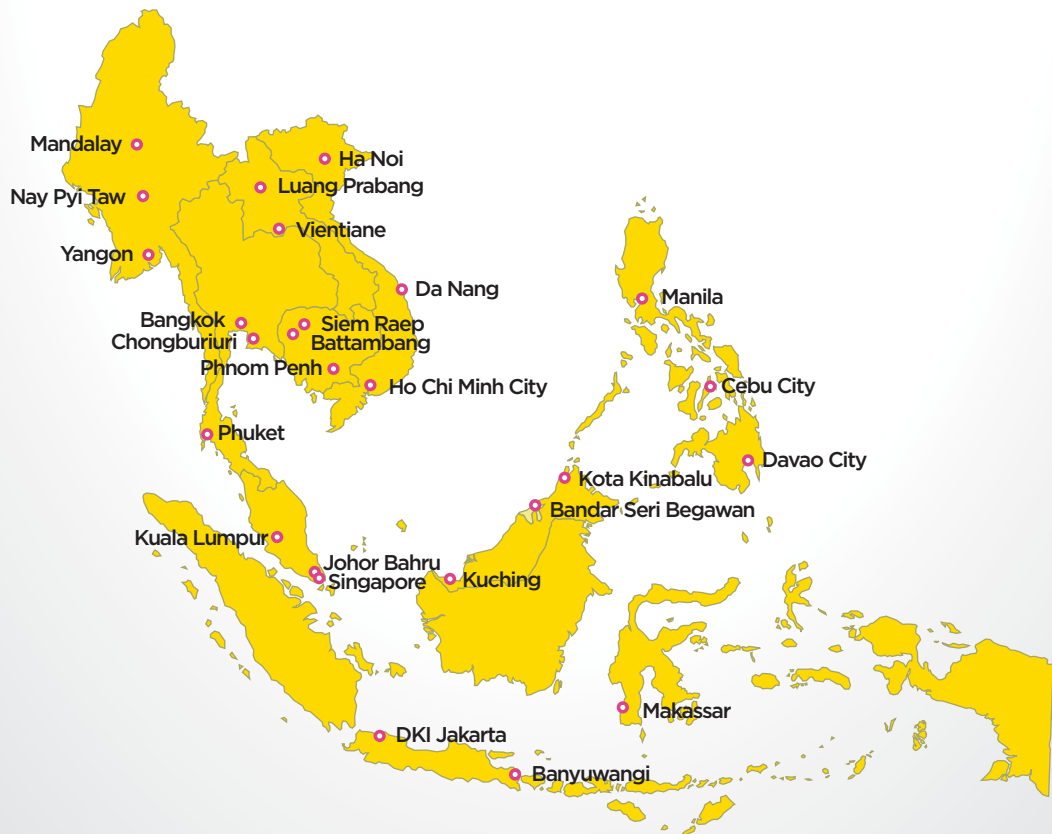 Mandalay
Ha Noi
Luang Prabang
Nay Pyi Taw
Vientiane
Yangon
Da Nang
Manila
Bangkok
Siem Raep
Chongburiuri
Battambang
Phnom Penh
Ho Chi Minh City
Cebu City
Phuket
Davao City
Kota Kinabalu
Bandar Seri Begawan
Kuala Lumpur
Johor Bahru
Singapore
Kuching
Makassar
DKI Jakarta
Banyuwangi